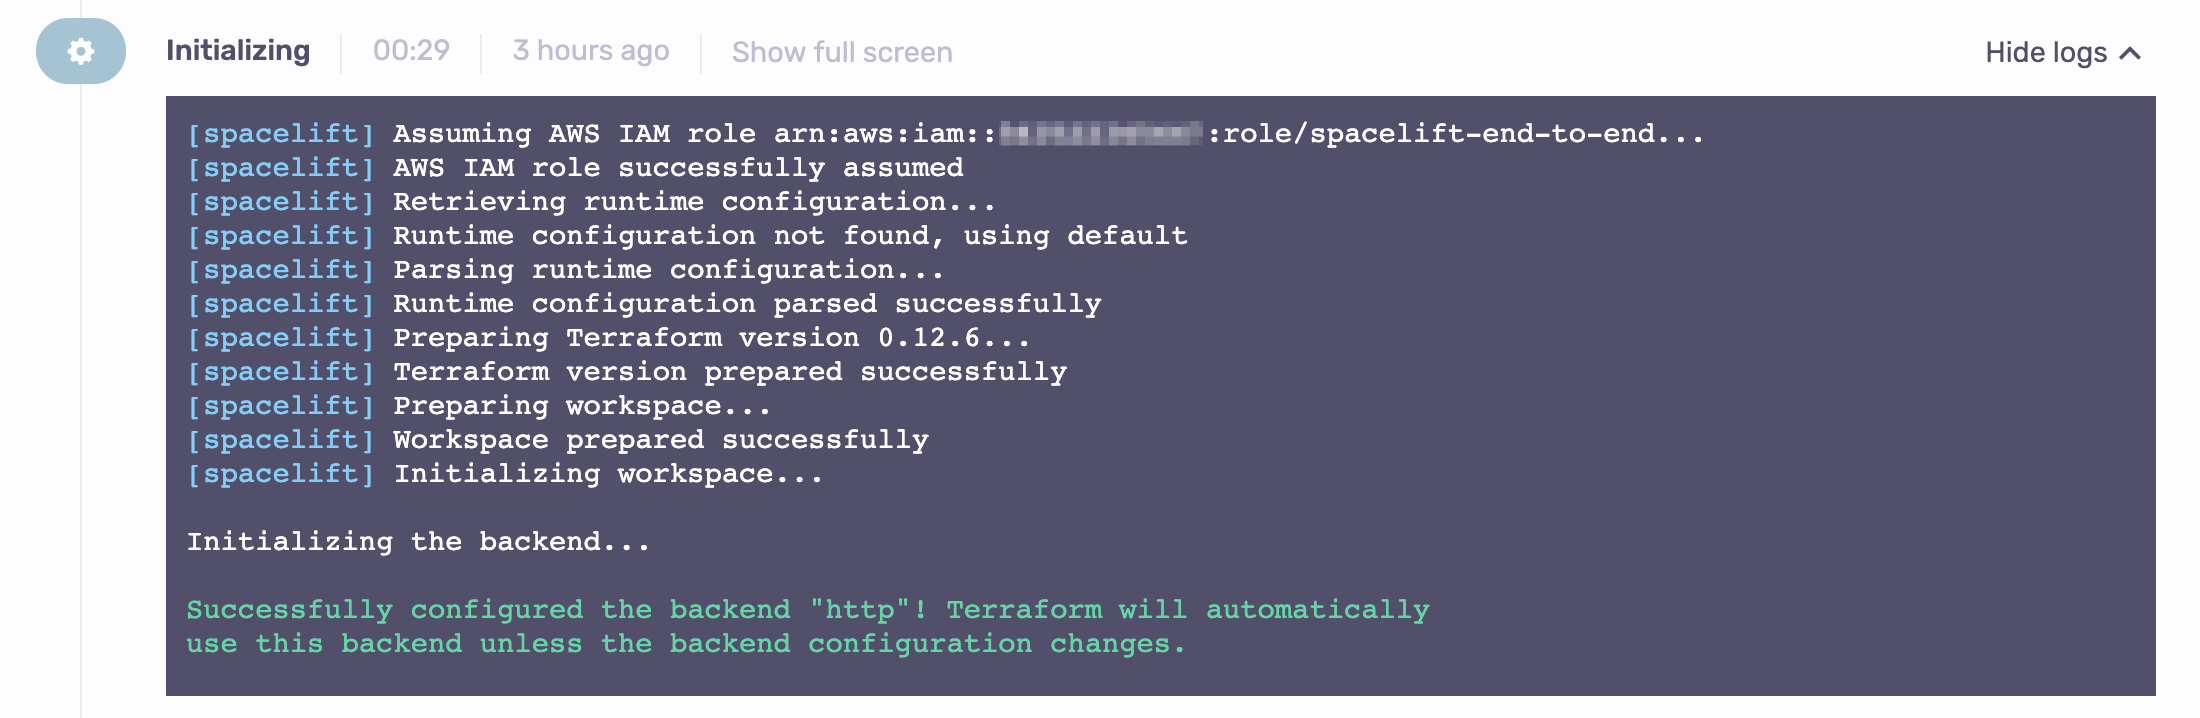 Initializing 00:29 3 hours ago Show full screen Hide logs
[spacelift] Assuming AWS IAM role arn:aws:iam:: :role/spacelift-end-to-end...
[spacelift] AWS IAM role successfully assumed
[spacelift] Retrieving runtime configuration...
[spacelift] Runtime configuration not found, using default
[spacelift] Parsing runtime configuration...
[spacelift] Runtime configuration parsed successfully
[spacelift] Preparing Terraform version 0.12.6...
[spacelift] Terraform version prepared successfully
[spacelift] Preparing workspace...
[spacelift] Workspace prepared successfully
[spacelift] Initializing workspace...
Initializing the backend...
Successfully configured the backend "http"! Terraform will automatically
use this backend unless the backend configuration changes.